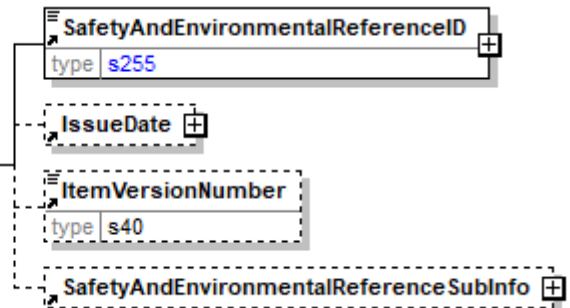 SafetyAndEnvironmentalReferenceID
type s255
IssueDate
ItemVersionNumber
type s40
SafetyAndEnvironmentalReferenceSubInfo